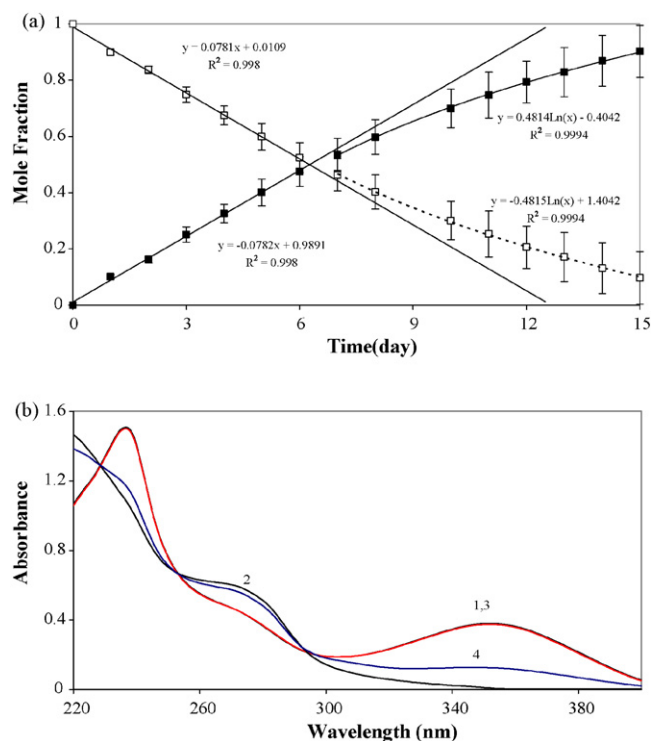 (a)
1
0.8
0.6
0.4
0.2
0
Mole Fraction
y = 0.0781x + 0.0109
R² = 0.998
y = 0.4814Ln(x) - 0.4042
R² = 0.9994
y = -0.4815Ln(x) + 1.4042
R² = 0.9994
y = -0.0782x + 0.9891
R² = 0.998
0 3 6 9 12 15
Time(day)
(b)
1.6
1.2
0.8
0.4
0
Absorbance
2
1,3
4
220 260 300 340 380
Wavelength (nm)